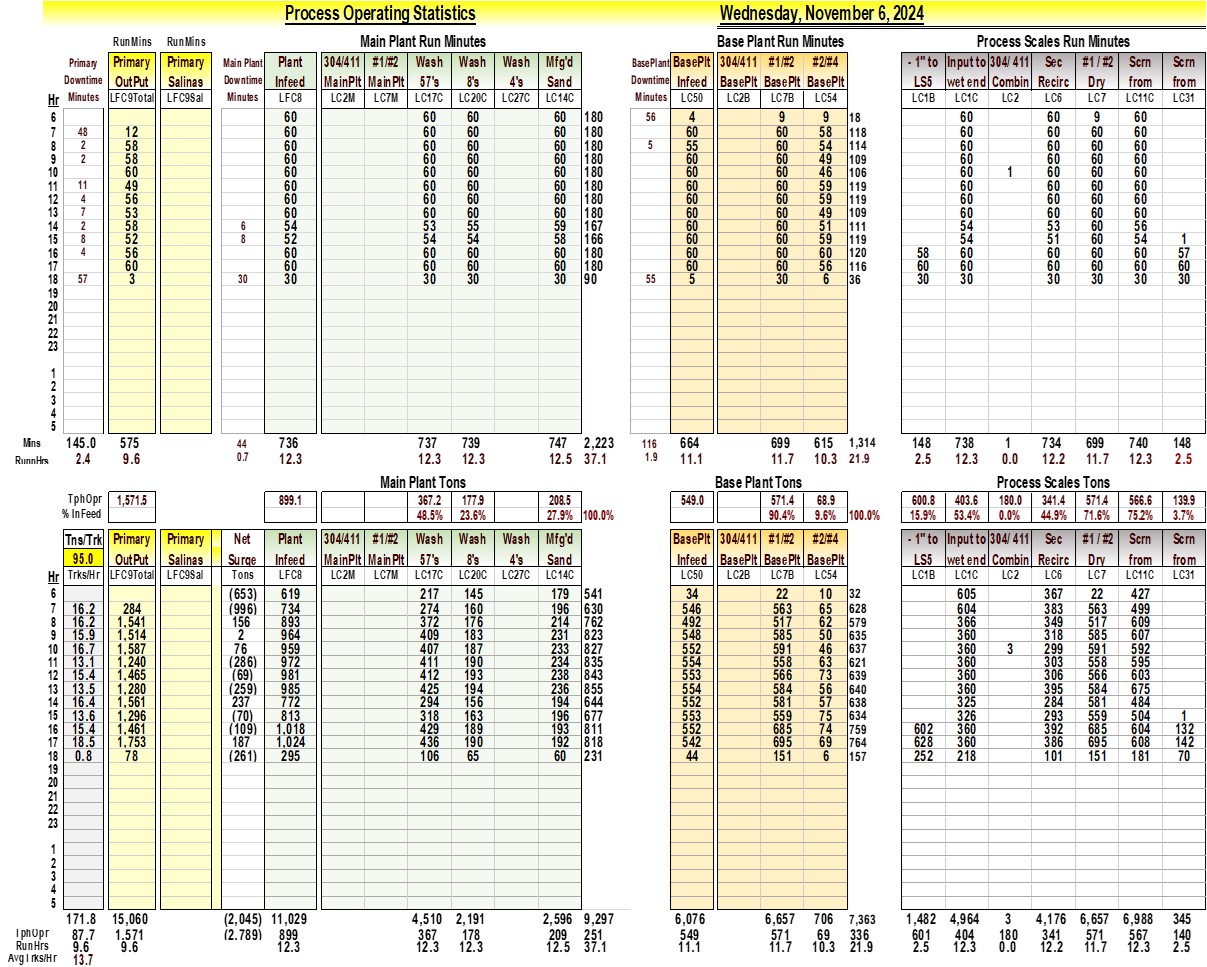 Process Operating Statistics Wednesday, November 6, 2024
RunMins RunMins Main Plant Run Minutes Base Plant Run Minutes Process Scales Run Minutes
Primary Primary Primary Main Plant Plant 304/411 #1/#2 Wash Wash Wash Mfg'd BasePlant BasePlt 304/411 #1/#2 #2/#4 - 1" to Input to 304/ 411 Sec #1 / #2 Scrn Scrn
Downtime OutPut Salinas Downtime Infeed MainPlt MainPlt 57's 8's 4's Sand Downtime Infeed BasePlt BasePlt BasePlt LS5 wet end Combin Recirc Dry from from
Hr Minutes LFC9Total LFC9Sal Minutes LFC8 LC2M LC7M LC17C LC20C LC27C LC14C Minutes LC50 LC2B LC7B LC54 LC1B LC1C LC2 LC6 LC7 LC11C LC31
6 60 60 60 60 180 56 4 9 9 18 60 60 9 60
7 48 12 60 60 60 60 180 60 60 58 118 60 60 60 60
8 2 58 60 60 60 60 180 5 55 60 54 114 60 60 60 60
9 2 58 60 60 60 60 180 60 60 49 109 60 60 60 60
10 60 60 60 60 60 180 60 60 46 106 60 1 60 60 60
11 11 49 60 60 60 60 180 60 60 59 119 60 60 60 60
12 4 56 60 60 60 60 180 60 60 59 119 60 60 60 60
13 7 53 60 60 60 60 180 60 60 49 109 60 60 60 60
14 2 58 6 54 53 55 59 167 60 60 51 111 54 53 60 56
15 8 52 8 52 54 54 58 166 60 60 59 119 54 51 60 54 1
16 4 56 60 60 60 60 180 60 60 60 120 58 60 60 60 60 57
17 60 60 60 60 60 180 60 60 56 116 60 60 60 60 60 60
18 57 3 30 30 30 30 30 90 55 5 30 6 36 30 30 30 30 30 30
19
20
21
22
23
1
2
3
4
5
Mins 145.0 575 44 736 737 739 747 2,223 116 664 699 615 1,314 148 738 1 734 699 740 148
RunnHrs 2.4 9.6 0.7 12.3 12.3 12.3 12.5 37.1 1.9 11.1 11.7 10.3 21.9 2.5 12.3 0.0 12.2 11.7 12.3 2.5
Main Plant Tons Base Plant Tons Process Scales Tons
TphOpr 1,571.5 899.1 367.2 177.9 208.5 549.0 571.4 68.9 600.8 403.6 180.0 341.4 571.4 566.6 139.9
% InFeed 48.5% 23.6% 27.9% 100.0% 90.4% 9.6% 100.0% 15.9% 53.4% 0.0% 44.9% 71.6% 75.2% 3.7%
Tns/Trk Primary Primary Net Plant 304/411 #1/#2 Wash Wash Wash Mfg'd BasePlt 304/411 #1/#2 #2/#4 - 1" to Input to 304/ 411 Sec #1 / #2 Scrn Scrn
95.0 OutPut Salinas Surge Infeed MainPlt MainPlt 57's 8's 4's Sand Infeed BasePlt BasePlt BasePlt LS5 wet end Combin Recirc Dry from from
Hr Trks/Hr LFC9Total LFC9Sal Tons LFC8 LC2M LC7M LC17C LC20C LC27C LC14C LC50 LC2B LC7B LC54 LC1B LC1C LC2 LC6 LC7 LC11C LC31
6 (653) 619 217 145 179 541 34 22 10 32 605 367 22 427
7 16.2 284 (996) 734 274 160 196 630 546 563 65 628 604 383 563 499
8 16.2 1,541 156 893 372 176 214 762 492 517 62 579 366 349 517 609
9 15.9 1,514 2 964 409 183 231 823 548 585 50 635 360 318 585 607
10 16.7 1,587 76 959 407 187 233 827 552 591 46 637 360 3 299 591 592
11 13.1 1,240 (286) 972 411 190 234 835 554 558 63 621 360 303 558 595
12 15.4 1,465 (69) 981 412 193 238 843 553 566 73 639 360 306 566 603
13 13.5 1,280 (259) 985 425 194 236 855 554 584 56 640 360 395 584 675
14 16.4 1,561 237 772 294 156 194 644 552 581 57 638 325 284 581 484
15 13.6 1,296 (70) 813 318 163 196 677 553 559 75 634 326 293 559 504 1
16 15.4 1,461 (109) 1,018 429 189 193 811 552 685 74 759 602 360 392 685 604 132
17 18.5 1,753 187 1,024 436 190 192 818 542 695 69 764 628 360 386 695 608 142
18 0.8 78 (261) 295 106 65 60 231 44 151 6 157 252 218 101 151 181 70
19
20
21
22
23
1
2
3
4
5
171.8 15,060 (2,045) 11,029 4,510 2,191 2,596 9,297 6,076 6,657 706 7,363 1,482 4,964 3 4,176 6,657 6,988 345
TphOpr 87.7 1,571 (2.789) 899 367 178 209 251 549 571 69 336 601 404 180 341 571 567 140
RunHrs 9.6 9.6 12.3 12.3 12.3 12.5 37.1 11.1 11.7 10.3 21.9 2.5 12.3 0.0 12.2 11.7 12.3 2.5
AvgTrks/Hr 13.7